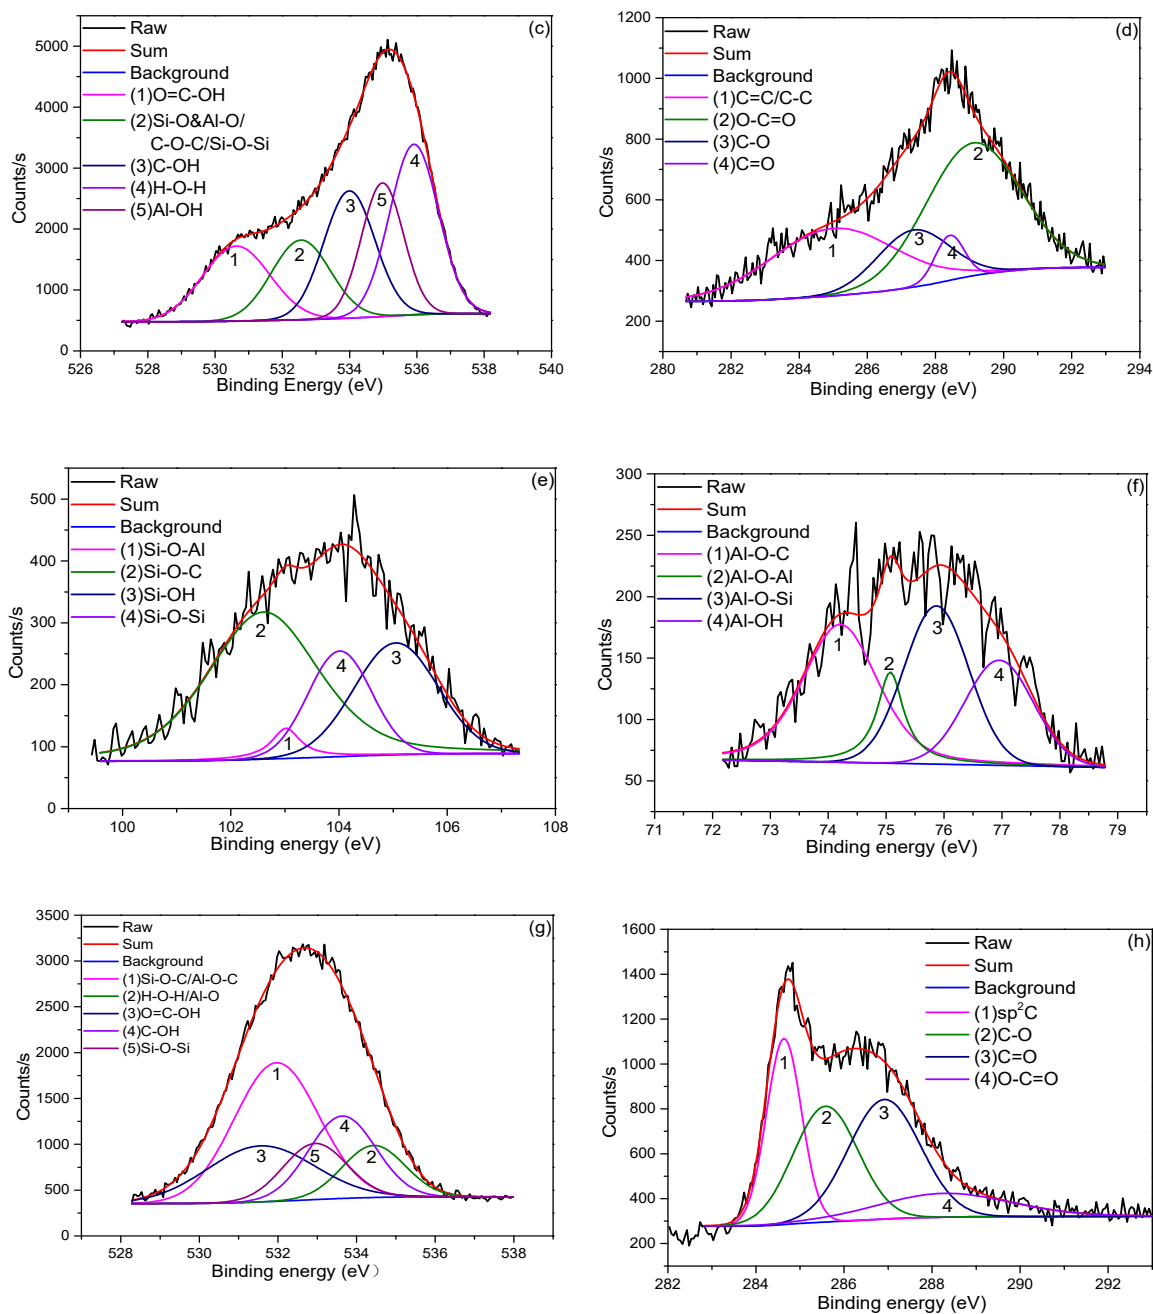 (c)
Raw
Sum
Background
(1)O=C-OH
(2)Si-O&Al-O/
C-O-C/Si-O-Si
(3)C-OH
(4)H-O-H
(5)Al-OH
5000
4000
3000
2000
1000
0
Counts/s
1
2
3
5
4
526 528 530 532 534 536 538 540
Binding Energy (eV)
(d)
Raw
Sum
Background
(1)C=C/C-C
(2)O-C=O
(3)C-O
(4)C=O
1200
1000
800
600
400
200
Counts/s
1
3
4
2
280 282 284 286 288 290 292 294
Binding energy (eV)
(e)
Raw
Sum
Background
(1)Si-O-Al
(2)Si-O-C
(3)Si-OH
(4)Si-O-Si
500
400
300
200
100
0
Counts/s
2
1
4
3
100 102 104 106 108
Binding energy (eV)
(f)
Raw
Sum
Background
(1)Al-O-C
(2)Al-O-Al
(3)Al-O-Si
(4)Al-OH
300
250
200
150
100
50
Counts/s
1
2
3
4
71 72 73 74 75 76 77 78 79
Binding energy (eV)
(g)
Raw
Sum
Background
(1)Si-O-C/Al-O-C
(2)H-O-H/Al-O
(3)O=C-OH
(4)C-OH
(5)Si-O-Si
3500
3000
2500
2000
1500
1000
500
0
Counts/s
1
3
5
4
2
528 530 532 534 536 538
Binding energy (eV）
(h)
Raw
Sum
Background
(1)sp²C
(2)C-O
(3)C=O
(4)O-C=O
1600
1400
1200
1000
800
600
400
200
Counts/s
1
2
3
4
282 284 286 288 290 292
Binding energy (eV)